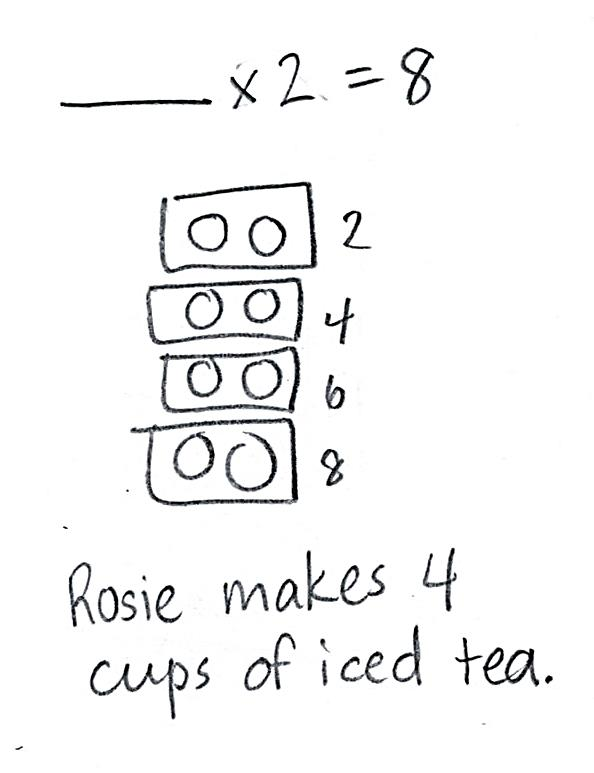 ____ x 2 = 8
2
4
6
8
Rosie makes 4
cups of iced tea.